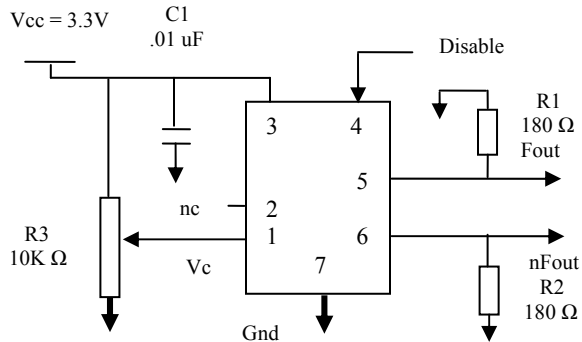 Vcc = 3.3V
C1
.01 uF
Disable
R1
180 Ω
Fout
3
4
5
nc
2
R3
10K Ω
1
6
Vc
7
nFout
R2
180 Ω
Gnd